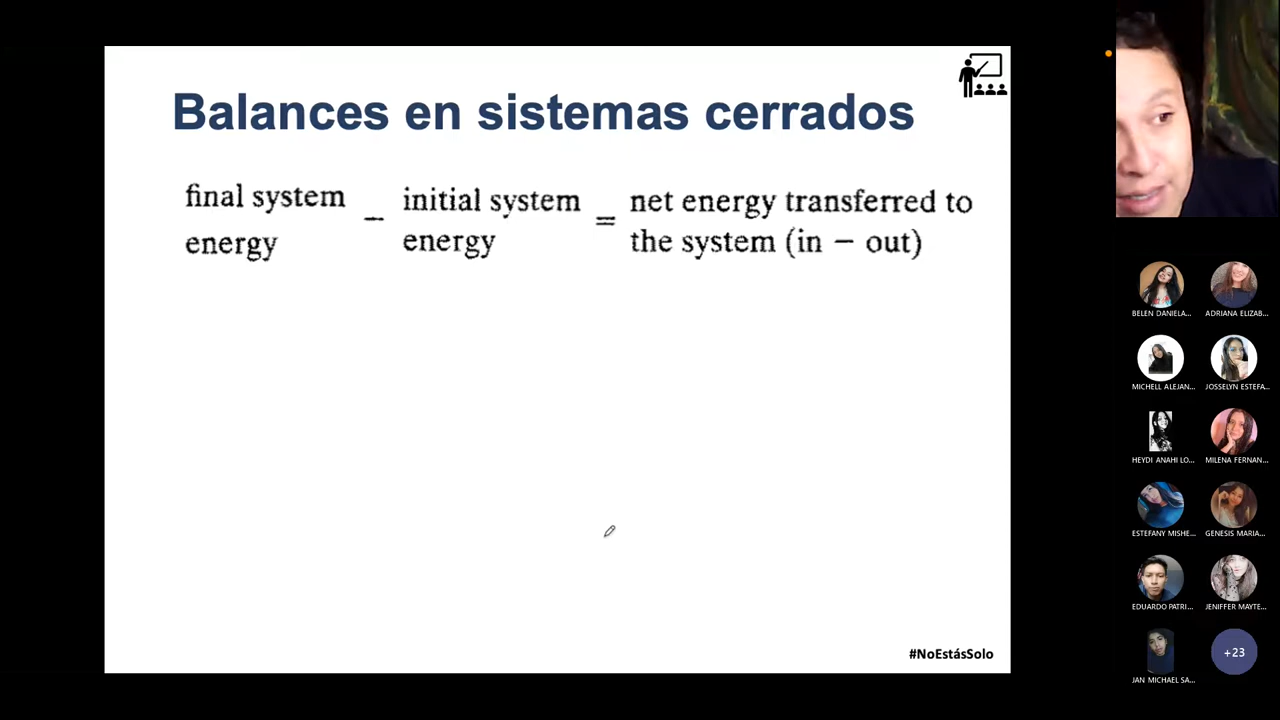 Balances en sistemas cerrados
final system energy − initial system energy = net energy transferred to the system (in − out)
#NoEstásSolo
BELEN DANIELA...
ADRIANA ELIZAB...
MICHELL ALEJAN...
JOSSELYN ESTEFA...
HEYDI ANAHI LO...
MILENA FERNAN...
ESTEFANY MISHE...
GENESIS MARIA...
EDUARDO PATRI...
JENIFFER MAYTE...
JAN MICHAEL SA...
+23